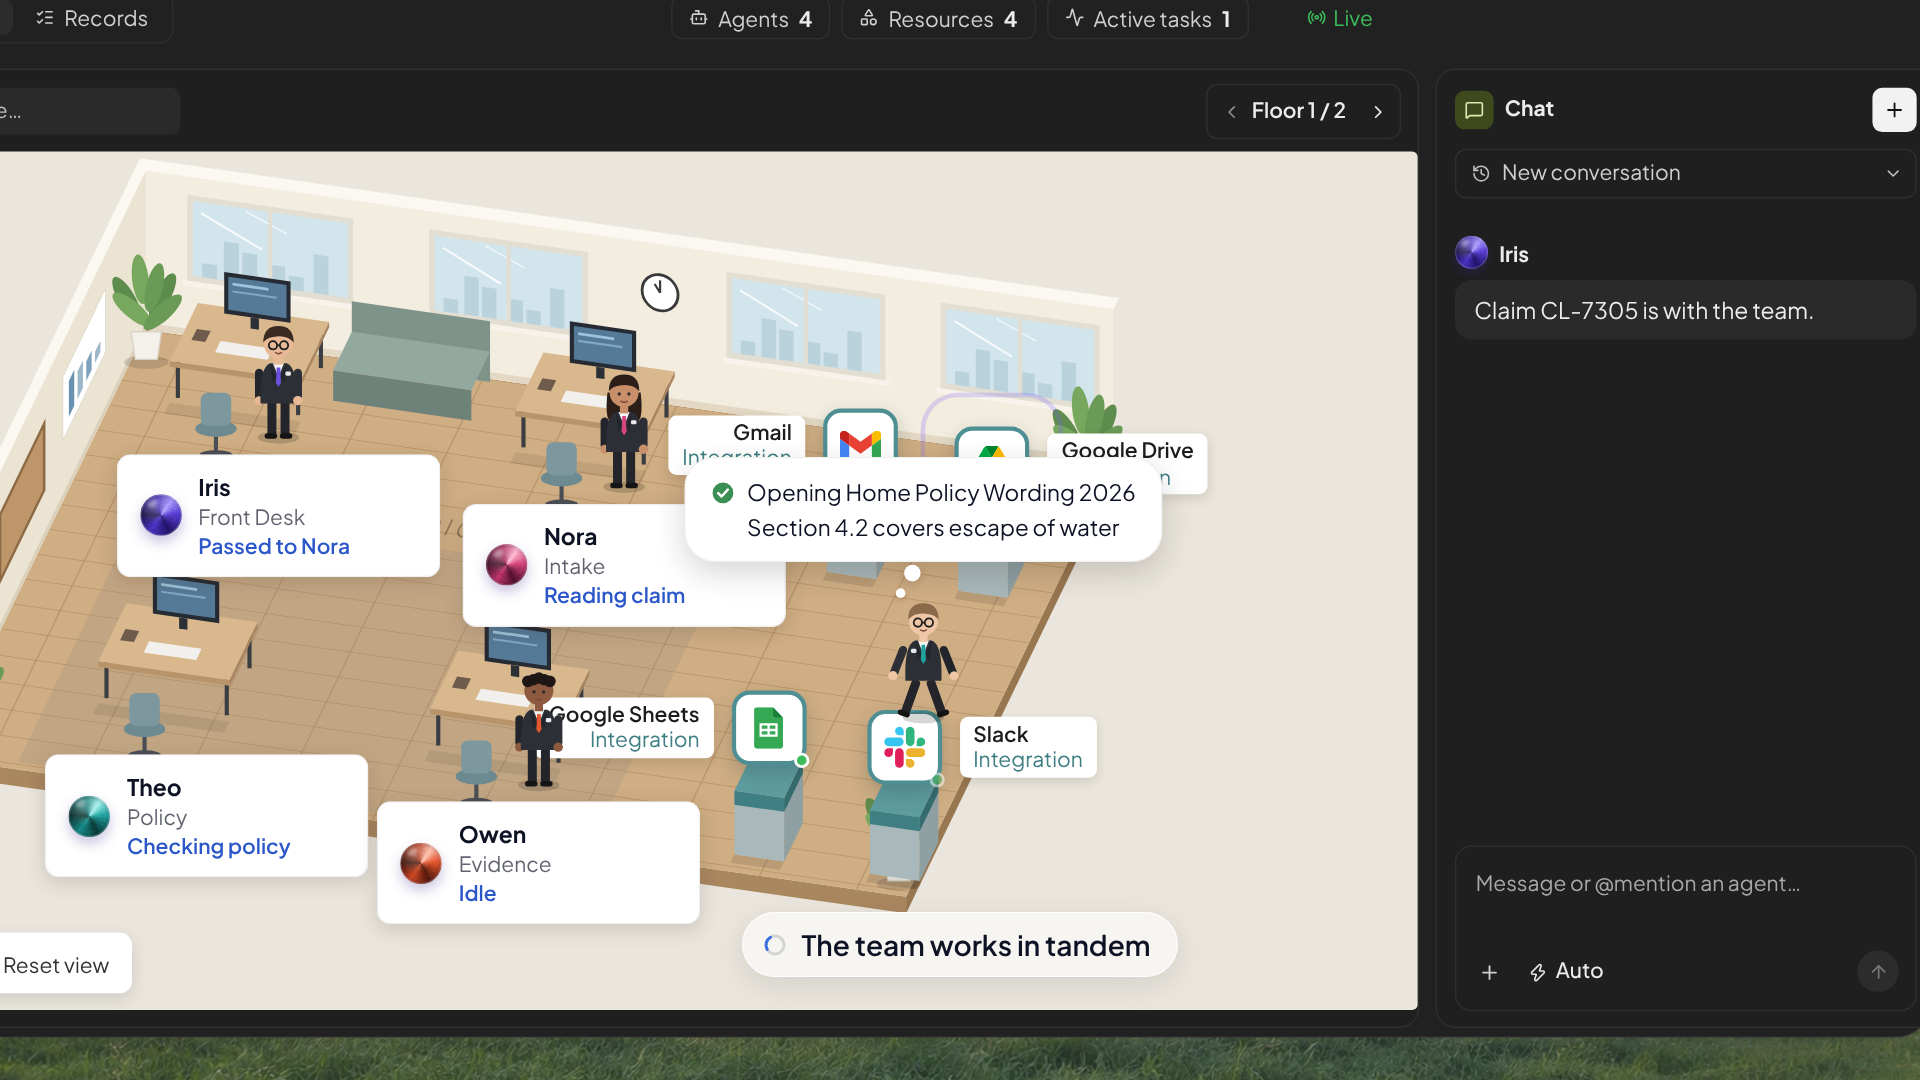 Records
Agents 4
Resources 4
Active tasks 1
Live
e...
Floor 1 / 2
Chat
New conversation
Iris
Claim CL-7305 is with the team.
Gmail
Integration
Google Drive
n
Opening Home Policy Wording 2026
Section 4.2 covers escape of water
Iris
Front Desk
Passed to Nora
Nora
Intake
Reading claim
Google Sheets
Integration
Slack
Integration
Theo
Policy
Checking policy
Owen
Evidence
Idle
Reset view
The team works in tandem
Message or @mention an agent...
Auto